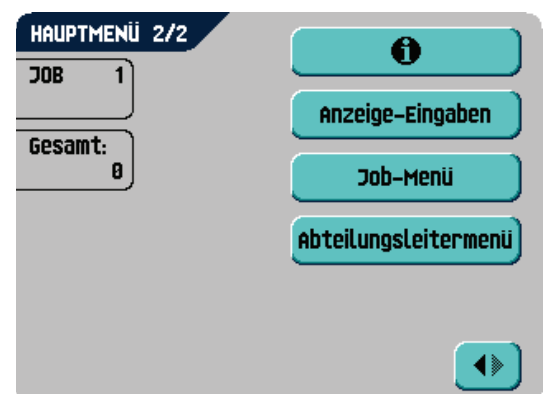 HAUPTMENÜ 2/2
JOB 1
Gesamt:
0
Anzeige-Eingaben
Job-Menü
Abteilungsleitermenü